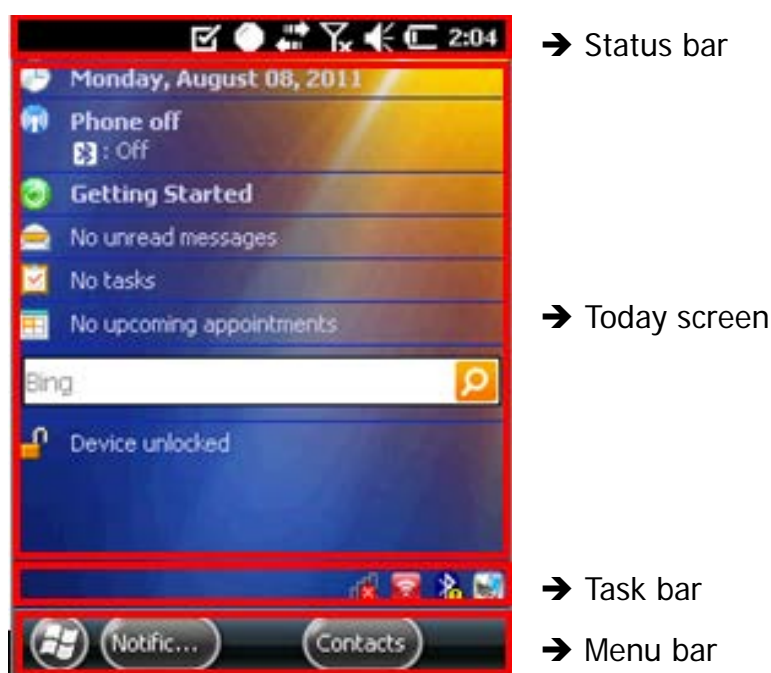 2:04 ➔ Status bar
Monday, August 08, 2011
Phone off
: Off
Getting Started
No unread messages
No tasks
No upcoming appointments ➔ Today screen
Bing
Device unlocked
➔ Task bar
Notific... Contacts ➔ Menu bar